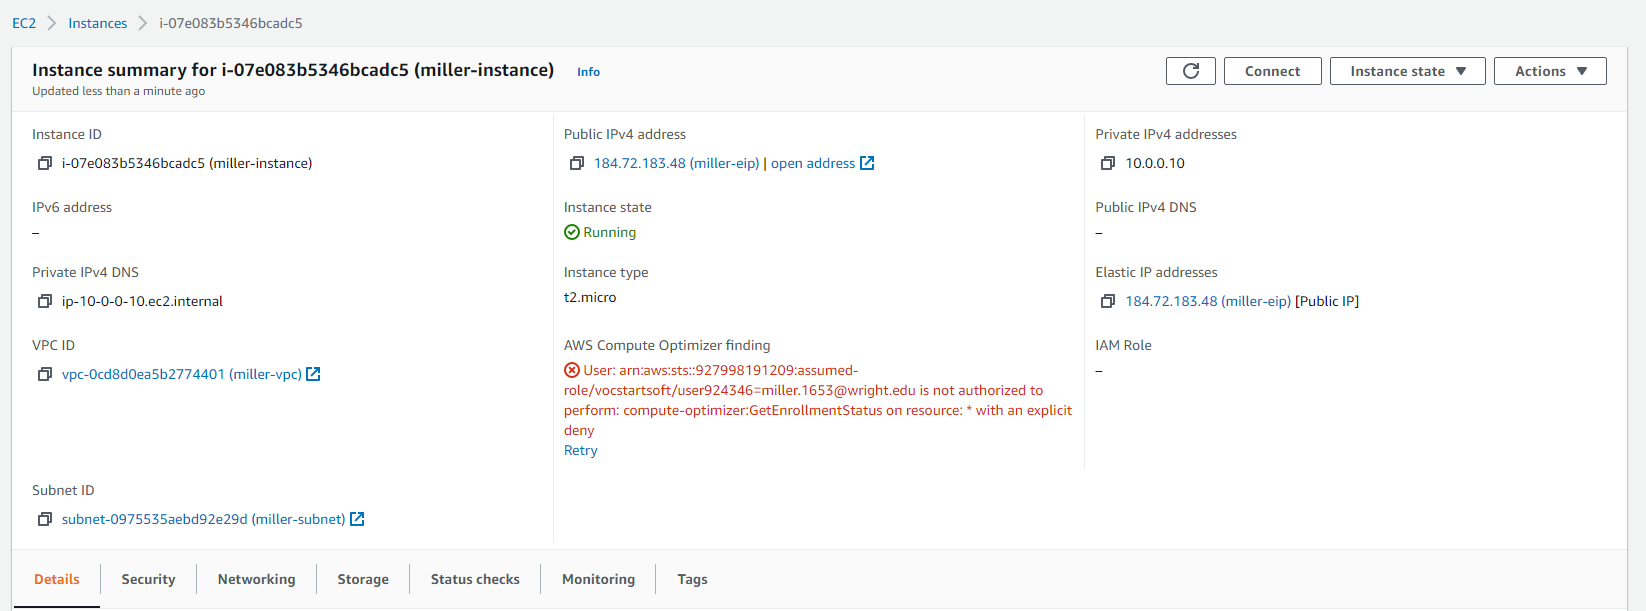 EC2 Instances i-07e083b5346bcadc5
Instance summary for i-07e083b5346bcadc5 (miller-instance) Info
Updated less than a minute ago
Connect
Instance state
Actions
Instance ID
i-07e083b5346bcadc5 (miller-instance)
Public IPv4 address
184.72.183.48 (miller-eip) | open address
Private IPv4 addresses
10.0.0.10
IPv6 address
–
Instance state
Running
Public IPv4 DNS
–
Private IPv4 DNS
ip-10-0-0-10.ec2.internal
Instance type
t2.micro
Elastic IP addresses
184.72.183.48 (miller-eip) [Public IP]
VPC ID
vpc-0cd8d0ea5b2774401 (miller-vpc)
AWS Compute Optimizer finding
User: arn:aws:sts::927998191209:assumed-
role/vocstartsoft/user924346=miller.1653@wright.edu is not authorized to
perform: compute-optimizer:GetEnrollmentStatus on resource: * with an explicit
deny
Retry
IAM Role
–
Subnet ID
subnet-0975535aebd92e29d (miller-subnet)
Details Security Networking Storage Status checks Monitoring Tags